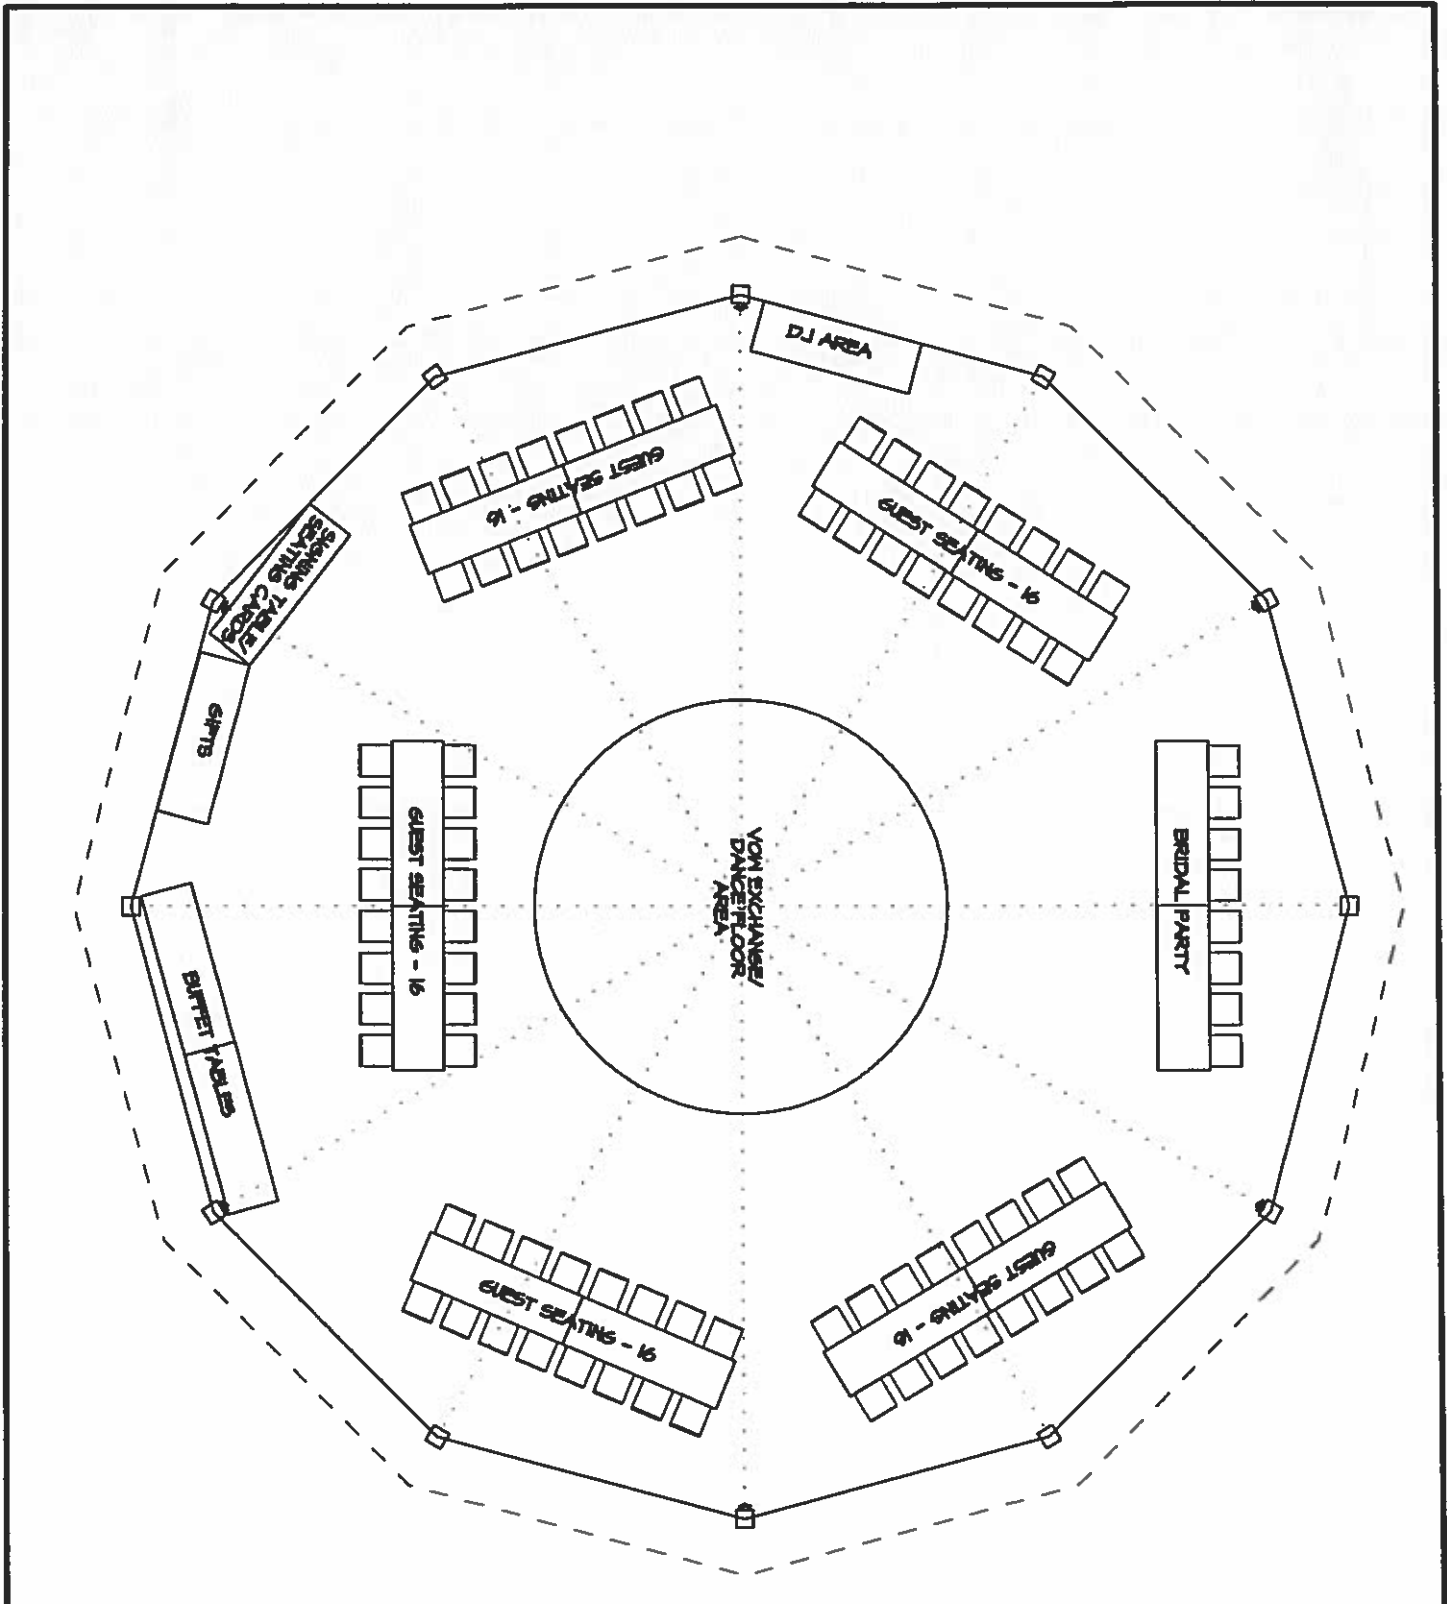 DJ AREA
GUEST SEATING - 16
GUEST SEATING - 16
SIGNING TABLE/
SEATING CARDS
GIFTS
GUEST SEATING - 16
VOW EXCHANGE/
DANCE FLOOR
AREA
BRIDAL PARTY
BUFFET TABLES
GUEST SEATING - 16
GUEST SEATING - 16